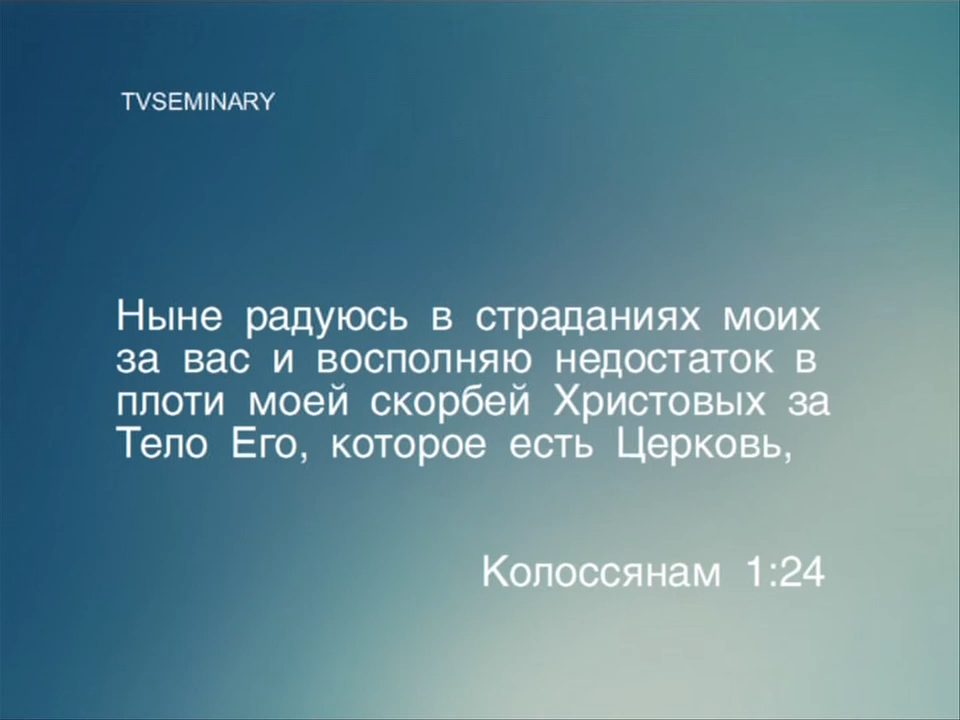 TVSEMINARY
Ныне радуюсь в страданиях моих
за вас и восполняю недостаток в
плоти моей скорбей Христовых за
Тело Его, которое есть Церковь,
Колоссянам 1:24